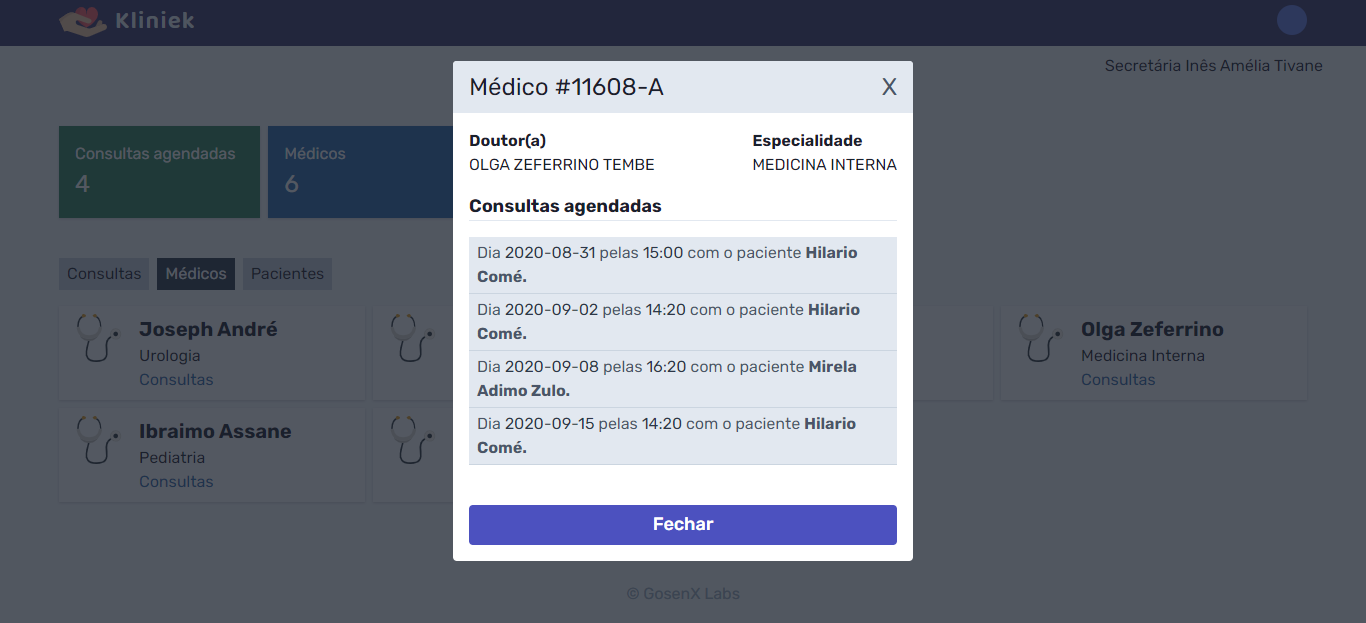 Kliniek
Secretária Inês Amélia Tivane
Consultas agendadas
4
Médicos
6
Consultas
Médicos
Pacientes
Joseph André
Urologia
Consultas
Olga Zeferrino
Medicina Interna
Consultas
Ibraimo Assane
Pediatria
Consultas
Médico #11608-A
X
Doutor(a)
OLGA ZEFERRINO TEMBE
Especialidade
MEDICINA INTERNA
Consultas agendadas
Dia 2020-08-31 pelas 15:00 com o paciente Hilario
Comé.
Dia 2020-09-02 pelas 14:20 com o paciente Hilario
Comé.
Dia 2020-09-08 pelas 16:20 com o paciente Mirela
Adimo Zulo.
Dia 2020-09-15 pelas 14:20 com o paciente Hilario
Comé.
Fechar
© GosenX Labs